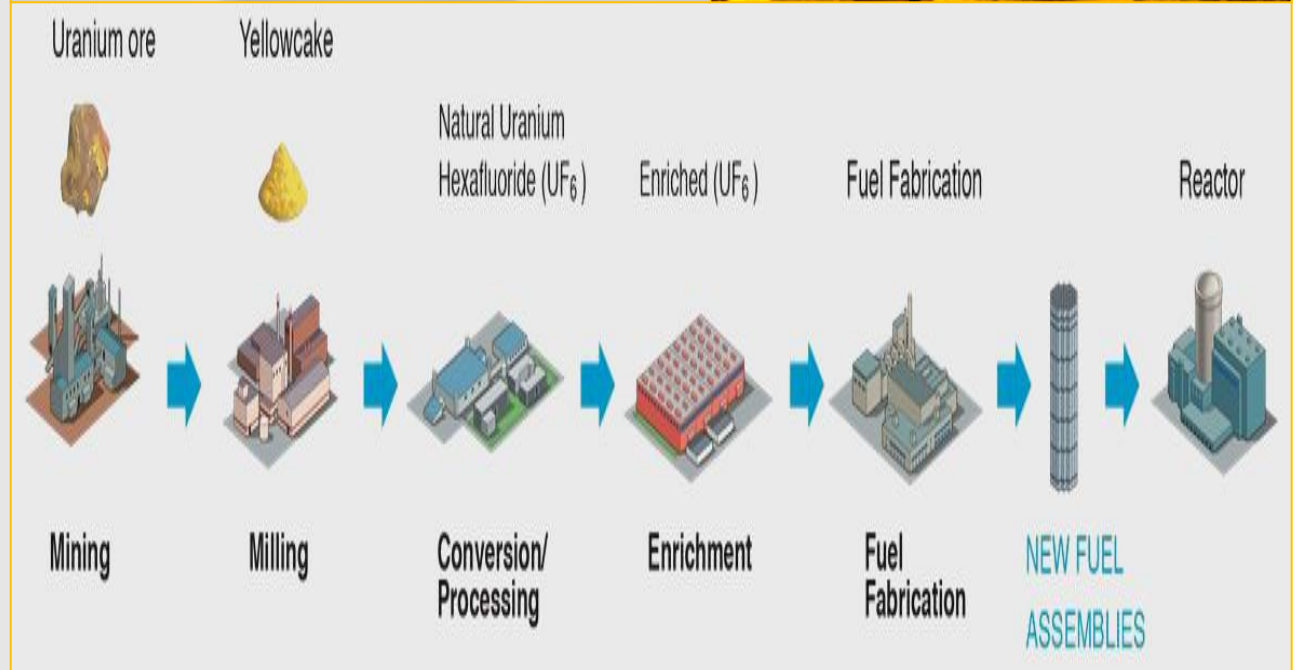 Uranium ore
Yellowcake
Natural Uranium
Hexafluoride (UF6 )
Enriched (UF6 )
Fuel Fabrication
Reactor
Mining
Milling
Conversion/
Processing
Enrichment
Fuel
Fabrication
NEW FUEL
ASSEMBLIES